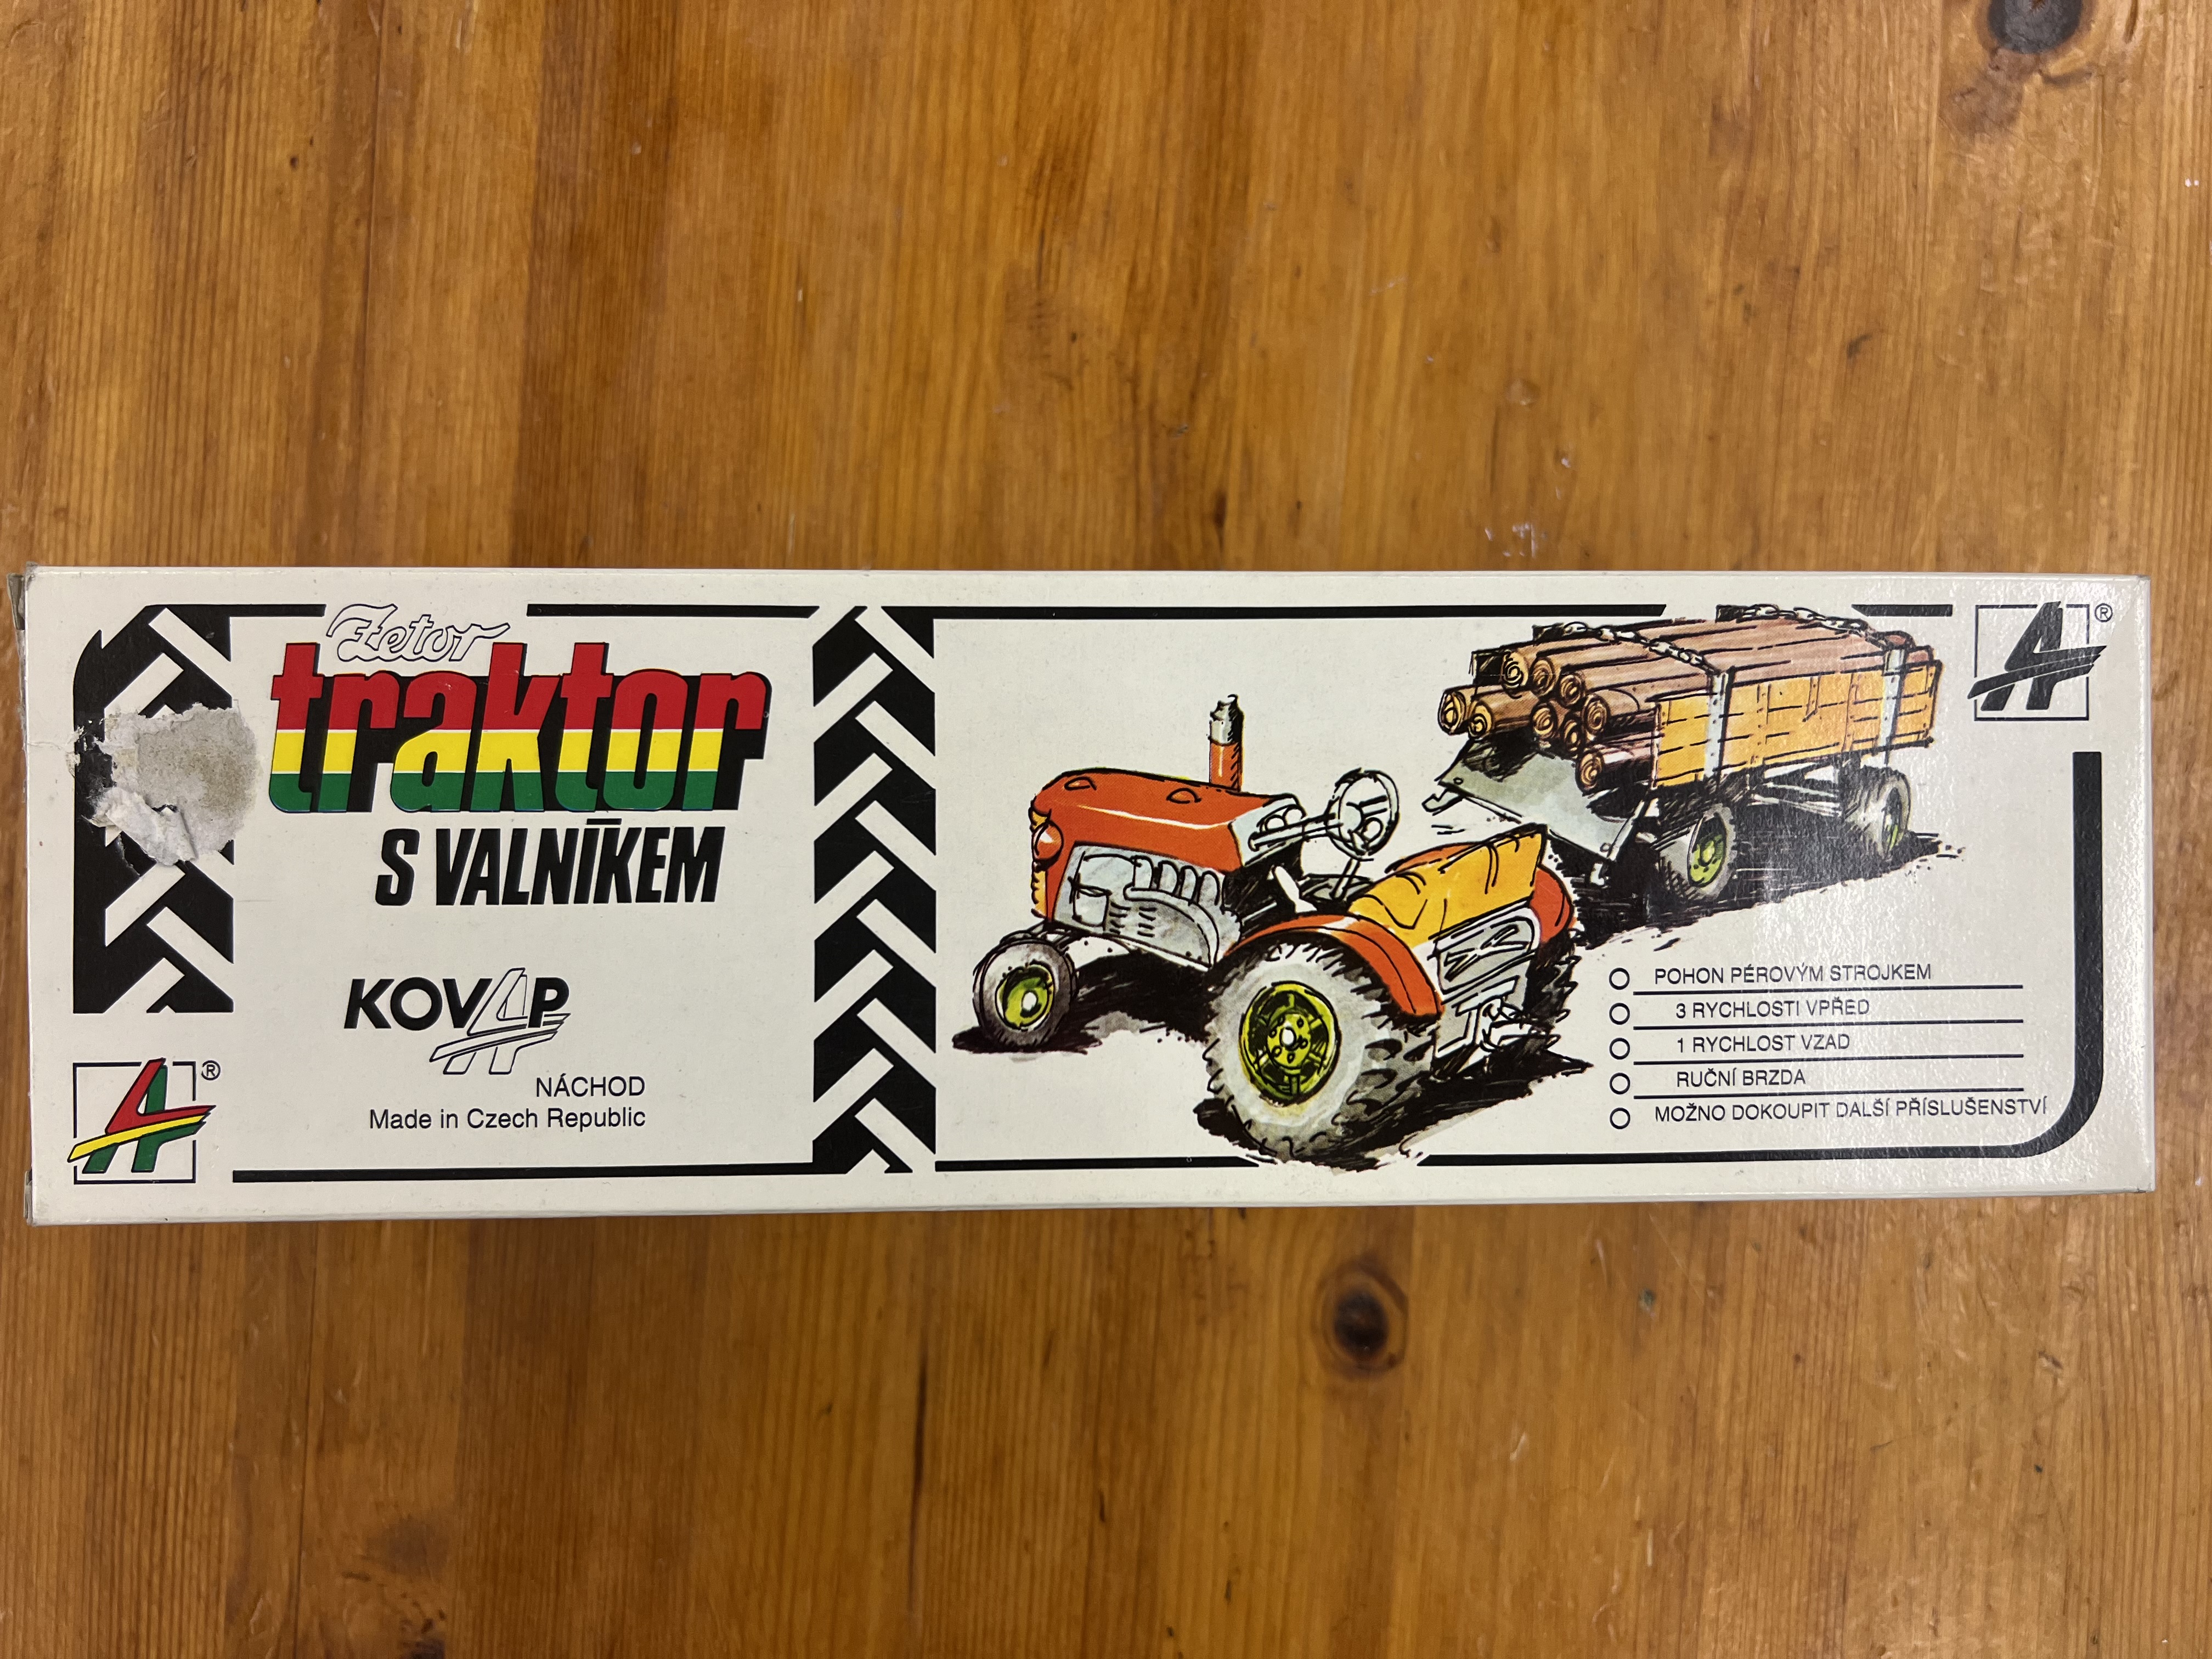 Zetor
traktor
S VALNÍKEM
KOVAP
NÁCHOD
Made in Czech Republic
®
®
POHON PÉROVÝM STROJKEM
3 RYCHLOSTI VPŘED
1 RYCHLOST VZAD
RUČNÍ BRZDA
MOŽNO DOKOUPIT DALŠÍ PŘÍSLUŠENSTVÍ